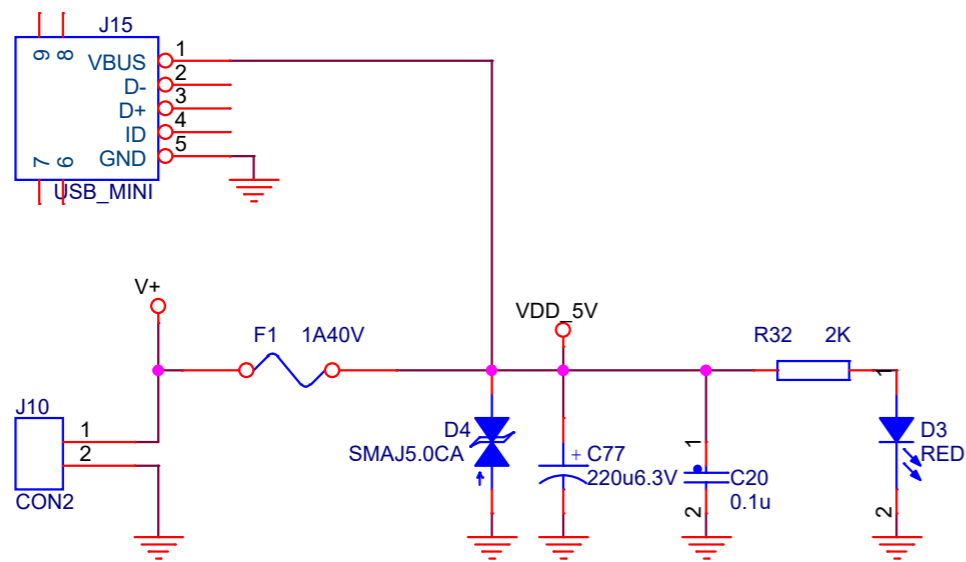 J15
9 8
VBUS 1
D- 2
D+ 3
ID 4
GND 5
7 6
USB_MINI
V+
VDD_5V
F1 1A40V
R32 2K
1
J10
1
2
CON2
D4
SMAJ5.0CA
+ C77
220u6.3V
1
C20
0.1u
2
D3
RED
2